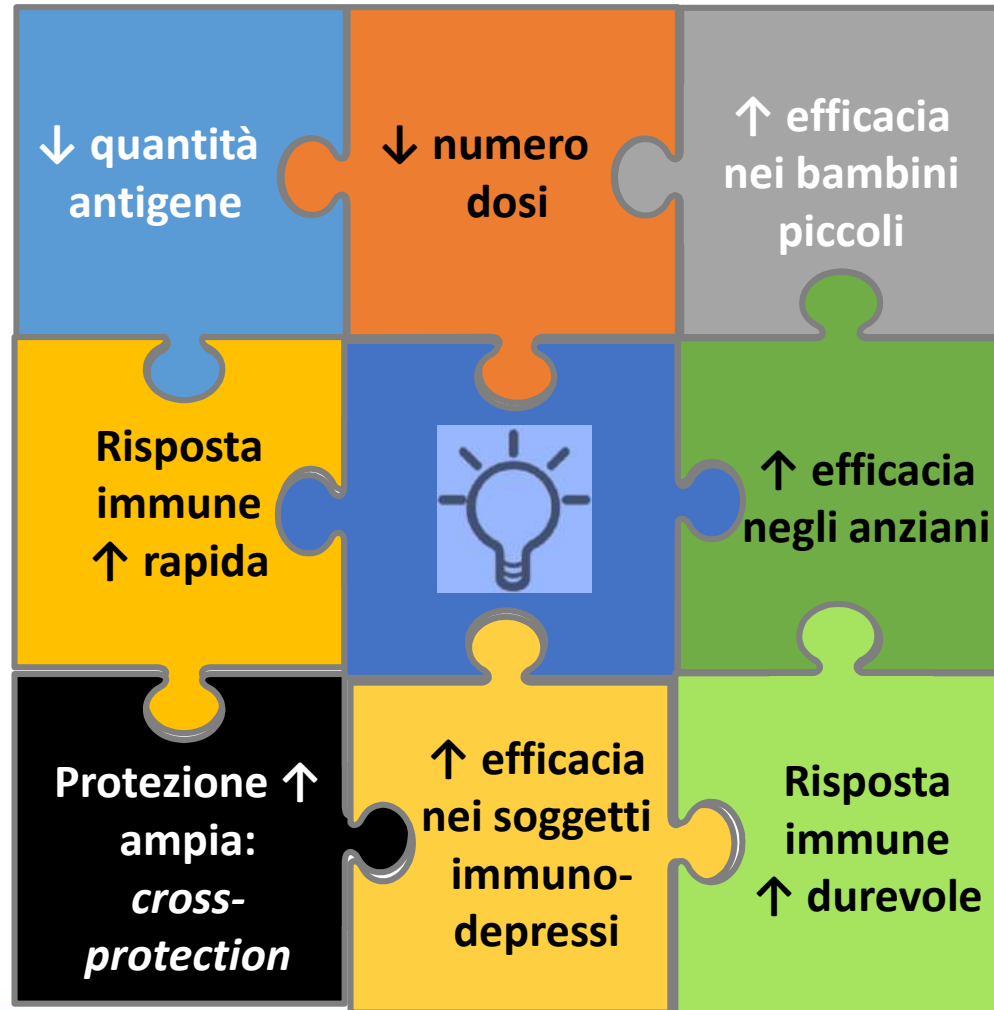 ↓ quantità
antigene
↓ numero
dosi
↑ efficacia
nei bambini
piccoli
Risposta
immune
↑ rapida
↑ efficacia
negli anziani
Protezione ↑
ampia:
cross-
protection
↑ efficacia
nei soggetti
immuno-
depressi
Risposta
immune
↑ durevole